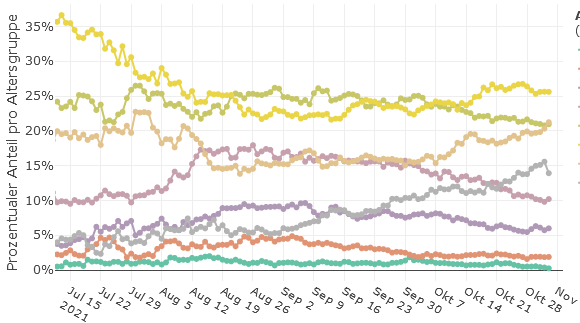 A
(
Prozentualer Anteil pro Altersgruppe
35%
30%
25%
20%
15%
10%
5%
0%
Jul 15
2021
Jul 22
Jul 29
Aug 5
Aug 12
Aug 19
Aug 26
Sep 2
Sep 9
Sep 16
Sep 23
Sep 30
Okt 7
Okt 14
Okt 21
Okt 28
Nov